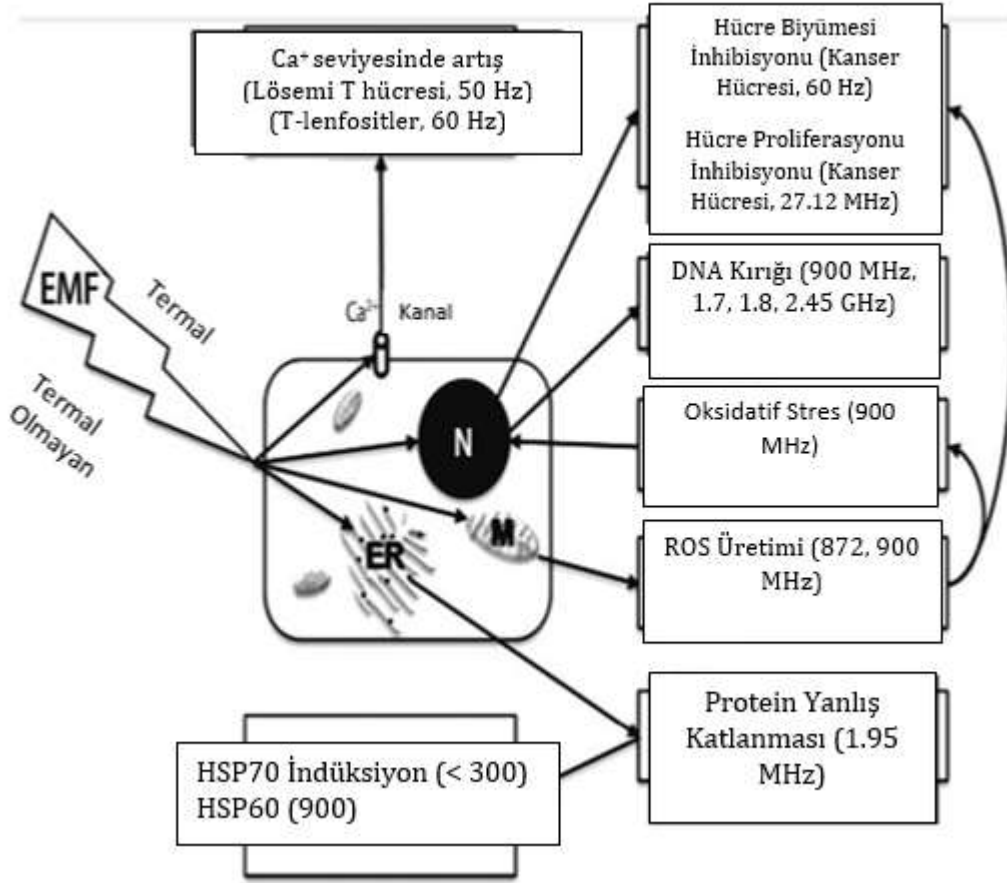 Ca⁺ seviyesinde artış
(Lösemi T hücresi, 50 Hz)
(T-lenfositler, 60 Hz)
Hücre Biyümesi
İnhibisyonu (Kanser
Hücresi, 60 Hz)
Hücre Proliferasyonu
İnhibisyonu (Kanser
Hücresi, 27.12 MHz)
EMF
Termal
Termal
Olmayan
Ca²⁺ Kanal
DNA Kırığı (900 MHz,
1.7, 1.8, 2.45 GHz)
N
Oksidatif Stres (900
MHz)
M
ER
ROS Üretimi (872, 900
MHz)
Protein Yanlış
Katlanması (1.95
MHz)
HSP70 İndüksiyon (< 300)
HSP60 (900)